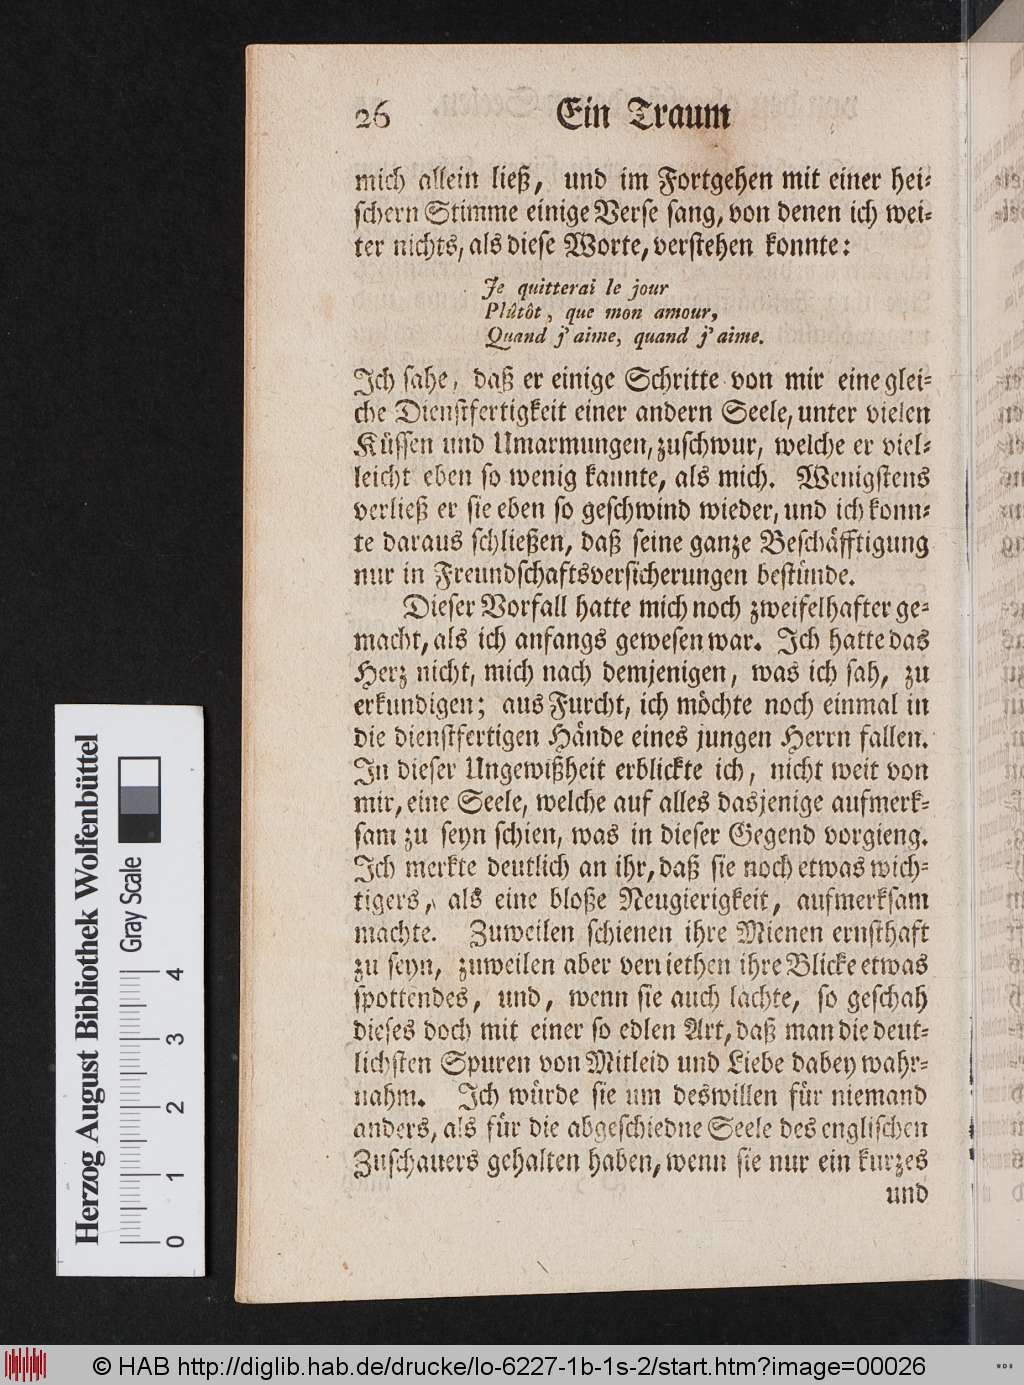 26 Ein Traum
mich allein ließ, und im Fortgehen mit einer hei-
schern Stimme einige Verse sang, von denen ich wei-
ter nichts, als diese Worte, verstehen konnte:
Je quitterai le jour
Plûtôt, que mon amour,
Quand j'aime, quand j'aime.
Ich sahe, daß er einige Schritte von mir eine glei-
che Dienstfertigkeit einer andern Seele, unter vielen
Küssen und Umarmungen, zuschwur, welche er viel-
leicht eben so wenig kannte, als mich. Wenigstens
verließ er sie eben so geschwind wieder, und ich konn-
te daraus schließen, daß seine ganze Beschäfftigung
nur in Freundschaftsversicherungen bestünde.
Dieser Vorfall hatte mich noch zweifelhafter ge-
macht, als ich anfangs gewesen war. Ich hatte das
Herz nicht, mich nach demjenigen, was ich sah, zu
erkundigen; aus Furcht, ich möchte noch einmal in
die dienstfertigen Hände eines jungen Herrn fallen.
In dieser Ungewißheit erblickte ich, nicht weit von
mir, eine Seele, welche auf alles dasjenige aufmerk-
sam zu seyn schien, was in dieser Gegend vorgieng.
Ich merkte deutlich an ihr, daß sie noch etwas wich-
tigers, als eine bloße Neugierigkeit, aufmerksam
machte. Zuweilen schienen ihre Mienen ernsthaft
zu seyn, zuweilen aber verriethen ihre Blicke etwas
spottendes, und, wenn sie auch lachte, so geschah
dieses doch mit einer so edlen Art, daß man die deut-
lichsten Spuren von Mitleid und Liebe dabey wahr-
nahm. Ich würde sie um deswillen für niemand
anders, als für die abgeschiedne Seele des englischen
Zuschauers gehalten haben, wenn sie nur ein kurzes
und
Herzog August Bibliothek Wolfenbüttel
Gray Scale
0 1 2 3 4
© HAB http://diglib.hab.de/drucke/lo-6227-1b-1s-2/start.htm?image=00026